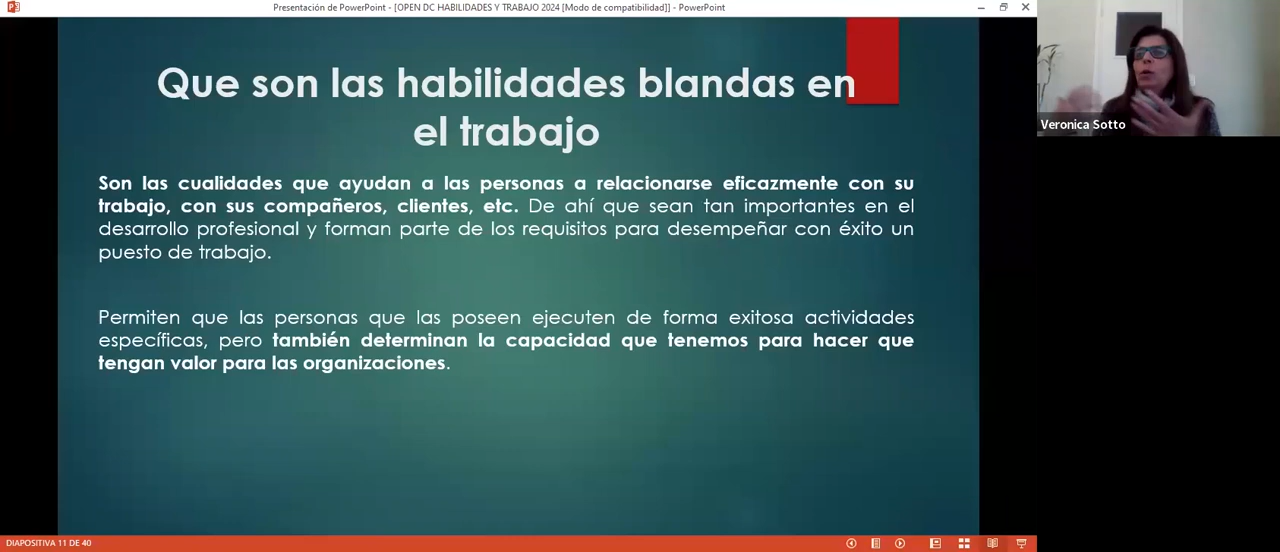 Presentación de PowerPoint - [OPEN DC HABILIDADES Y TRABAJO 2024 [Modo de compatibilidad]] - PowerPoint
Que son las habilidades blandas en
el trabajo
Son las cualidades que ayudan a las personas a relacionarse eficazmente con su
trabajo, con sus compañeros, clientes, etc. De ahí que sean tan importantes en el
desarrollo profesional y forman parte de los requisitos para desempeñar con éxito un
puesto de trabajo.
Permiten que las personas que las poseen ejecuten de forma exitosa actividades
específicas, pero también determinan la capacidad que tenemos para hacer que
tengan valor para las organizaciones.
Veronica Sotto
DIAPOSITIVA 11 DE 40